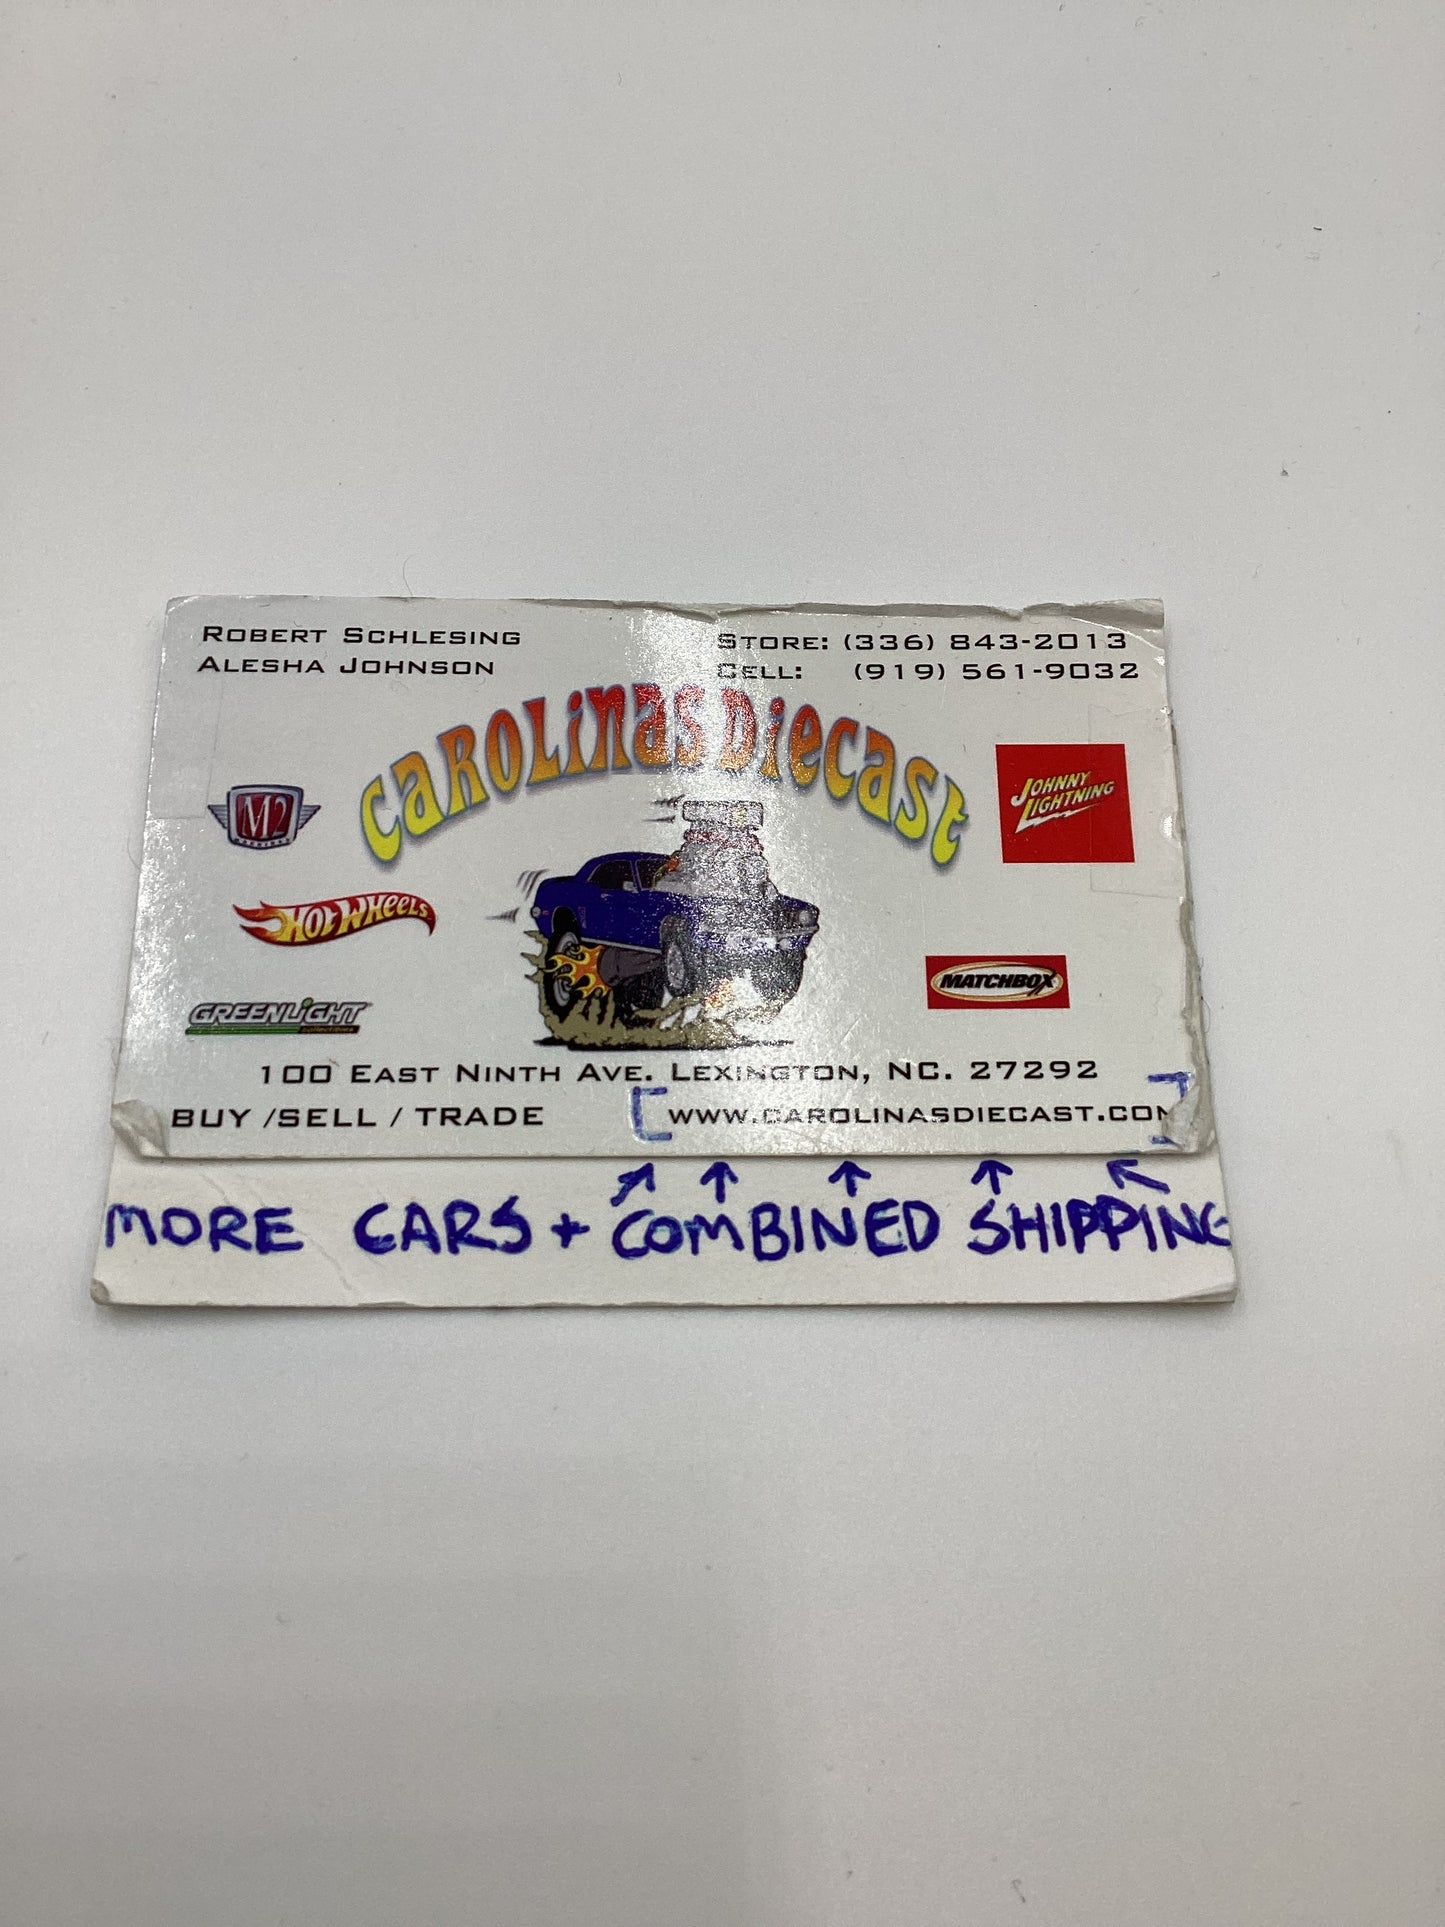 ROBERT SCHLESING
ALESHA JOHNSON
STORE: (336) 843-2013
CELL: (919) 561-9032
CAROLINAS DIECAST
M2
MACHINES
JOHNNY
LIGHTNING
HOT WHEELS
MATCHBOX
GREENLIGHT
collectibles
100 EAST NINTH AVE. LEXINGTON, NC. 27292
BUY /SELL / TRADE
WWW.CAROLINASDIECAST.COM
MORE CARS + COMBINED SHIPPING